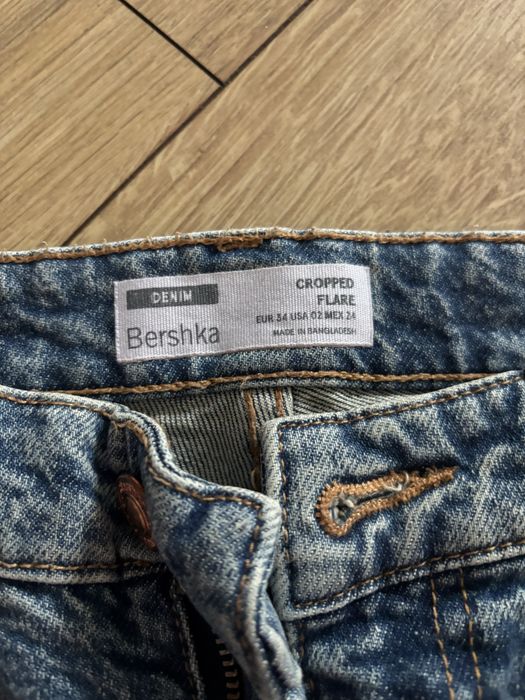 DENIM
Bershka
CROPPED
FLARE
EUR 34 USA 02 MEX 24
MADE IN BANGLADESH